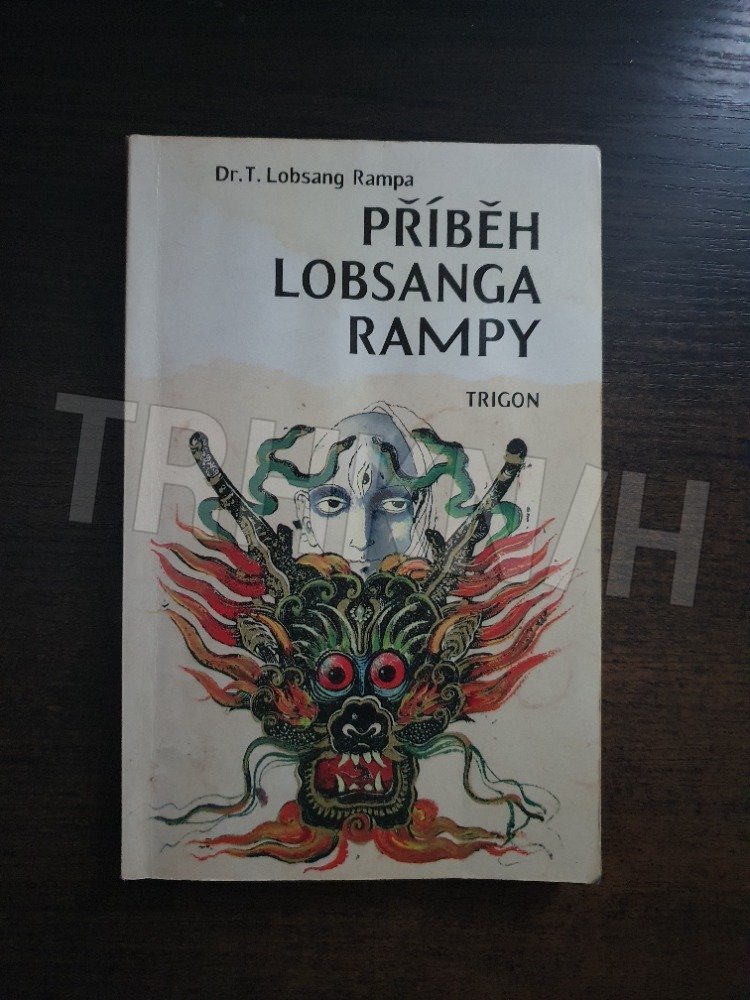 Dr. T. Lobsang Rampa
PŘÍBĚH
LOBSANGA
RAMPY
TRIGON